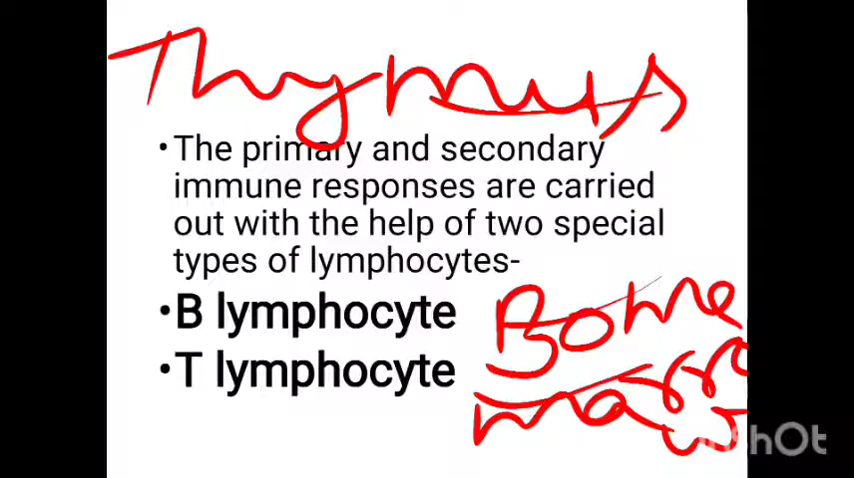 Thymus
•The primary and secondary
immune responses are carried
out with the help of two special
types of lymphocytes-
•B lymphocyte
•T lymphocyte
Bone
marrow
InShOt